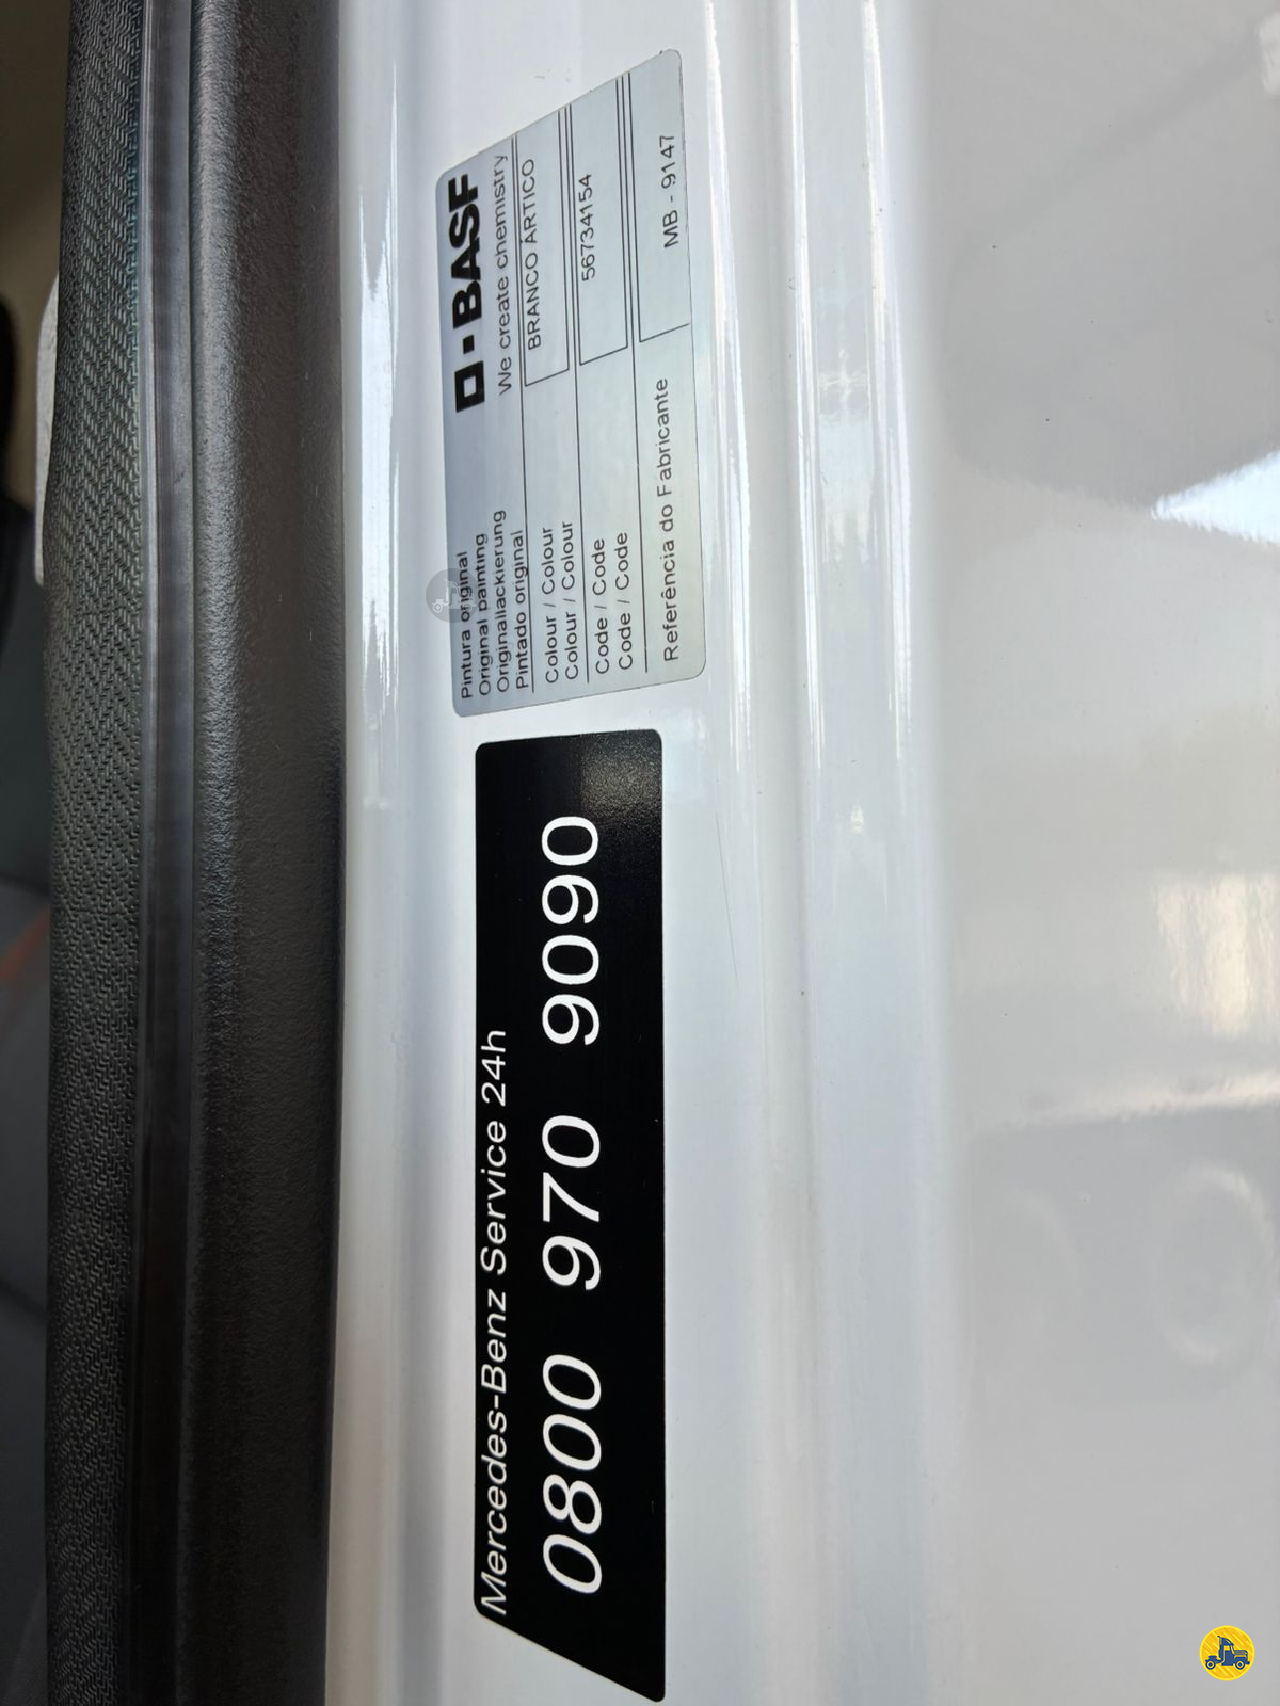 Pintura original
Original painting
Originallackierung
Pintado original
BASF
We create chemistry
Colour / Colour
Colour / Colour
BRANCO ÁRTICO
Code / Code
Code / Code
56734154
Referência do Fabricante
MB - 9147
Mercedes-Benz Service 24h
0800 970 9090